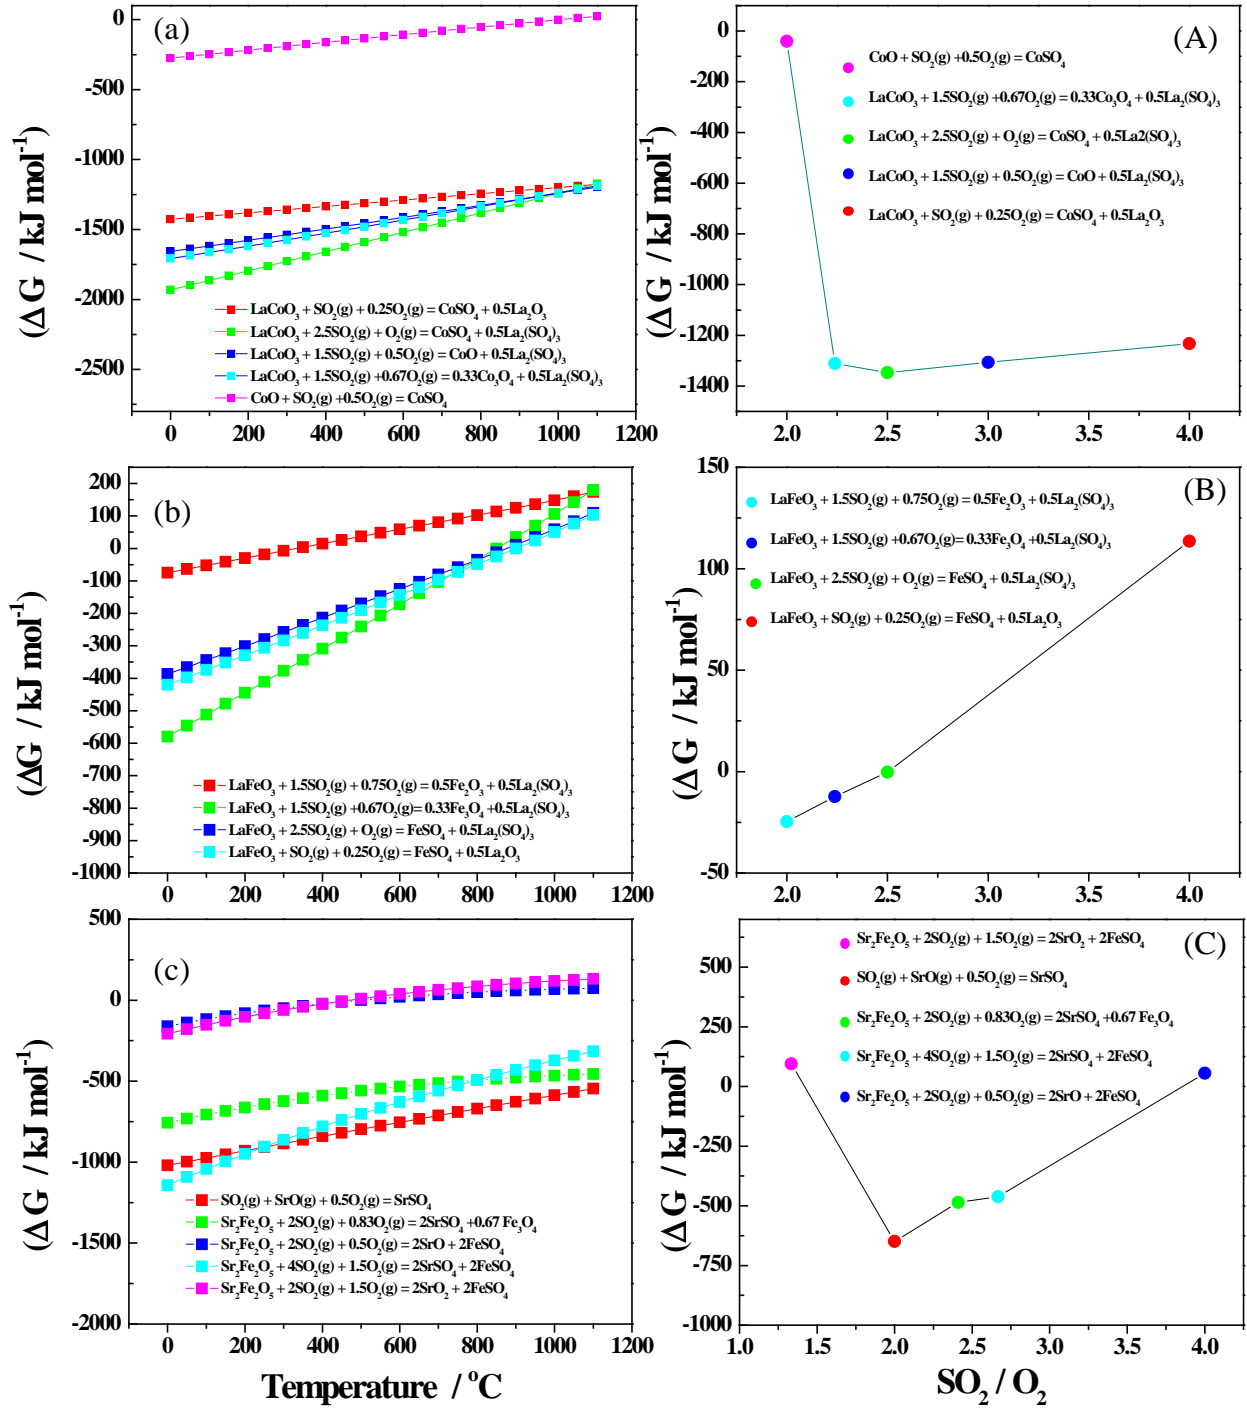 (a)
0
-500
-1000
-1500
-2000
-2500
(Δ G / kJ mol⁻¹)
LaCoO₃ + SO₂(g) + 0.25O₂(g) = CoSO₄ + 0.5La₂O₃
LaCoO₃ + 2.5SO₂(g) + O₂(g) = CoSO₄ + 0.5La₂(SO₄)₃
LaCoO₃ + 1.5SO₂(g) + 0.5O₂(g) = CoO + 0.5La₂(SO₄)₃
LaCoO₃ + 1.5SO₂(g) +0.67O₂(g) = 0.33Co₃O₄ + 0.5La₂(SO₄)₃
CoO + SO₂(g) +0.5O₂(g) = CoSO₄
0 200 400 600 800 1000 1200
(A)
0
-200
-400
-600
-800
-1000
-1200
-1400
(Δ G / kJ mol⁻¹)
CoO + SO₂(g) +0.5O₂(g) = CoSO₄
LaCoO₃ + 1.5SO₂(g) +0.67O₂(g) = 0.33Co₃O₄ + 0.5La₂(SO₄)₃
LaCoO₃ + 2.5SO₂(g) + O₂(g) = CoSO₄ + 0.5La2(SO₄)₃
LaCoO₃ + 1.5SO₂(g) + 0.5O₂(g) = CoO + 0.5La₂(SO₄)₃
LaCoO₃ + SO₂(g) + 0.25O₂(g) = CoSO₄ + 0.5La₂O₃
2.0 2.5 3.0 3.5 4.0
(b)
200
100
0
-100
-200
-300
-400
-500
-600
-700
-800
-900
-1000
(ΔG / kJ mol⁻¹)
LaFeO₃ + 1.5SO₂(g) + 0.75O₂(g) = 0.5Fe₂O₃ + 0.5La₂(SO₄)₃
LaFeO₃ + 1.5SO₂(g) +0.67O₂(g)= 0.33Fe₃O₄ +0.5La₂(SO₄)₃
LaFeO₃ + 2.5SO₂(g) + O₂(g) = FeSO₄ + 0.5La₂(SO₄)₃
LaFeO₃ + SO₂(g) + 0.25O₂(g) = FeSO₄ + 0.5La₂O₃
0 200 400 600 800 1000 1200
(B)
150
100
50
0
-50
(Δ G / kJ mol⁻¹)
LaFeO₃ + 1.5SO₂(g) + 0.75O₂(g) = 0.5Fe₂O₃ + 0.5La₂(SO₄)₃
LaFeO₃ + 1.5SO₂(g) +0.67O₂(g)= 0.33Fe₃O₄ +0.5La₂(SO₄)₃
LaFeO₃ + 2.5SO₂(g) + O₂(g) = FeSO₄ + 0.5La₂(SO₄)₃
LaFeO₃ + SO₂(g) + 0.25O₂(g) = FeSO₄ + 0.5La₂O₃
2.0 2.5 3.0 3.5 4.0
(c)
500
0
-500
-1000
-1500
-2000
(Δ G / kJ mol⁻¹)
SO₂(g) + SrO(g) + 0.5O₂(g) = SrSO₄
Sr₂Fe₂O₅ + 2SO₂(g) + 0.83O₂(g) = 2SrSO₄ +0.67 Fe₃O₄
Sr₂Fe₂O₅ + 2SO₂(g) + 0.5O₂(g) = 2SrO + 2FeSO₄
Sr₂Fe₂O₅ + 4SO₂(g) + 1.5O₂(g) = 2SrSO₄ + 2FeSO₄
Sr₂Fe₂O₅ + 2SO₂(g) + 1.5O₂(g) = 2SrO₂ + 2FeSO₄
0 200 400 600 800 1000 1200
Temperature / °C
(C)
500
250
0
-250
-500
-750
-1000
(Δ G / kJ mol⁻¹)
Sr₂Fe₂O₅ + 2SO₂(g) + 1.5O₂(g) = 2SrO₂ + 2FeSO₄
SO₂(g) + SrO(g) + 0.5O₂(g) = SrSO₄
Sr₂Fe₂O₅ + 2SO₂(g) + 0.83O₂(g) = 2SrSO₄ +0.67 Fe₃O₄
Sr₂Fe₂O₅ + 4SO₂(g) + 1.5O₂(g) = 2SrSO₄ + 2FeSO₄
Sr₂Fe₂O₅ + 2SO₂(g) + 0.5O₂(g) = 2SrO + 2FeSO₄
1.0 1.5 2.0 2.5 3.0 3.5 4.0
SO₂ / O₂